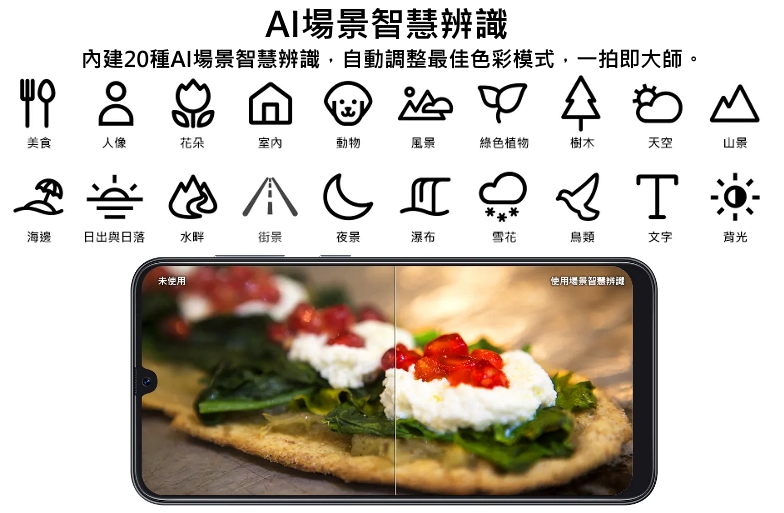 AI場景智慧辨識
內建20種AI場景智慧辨識，自動調整最佳色彩模式，一拍即大師。
美食 人像 花朵 室內 動物 風景 綠色植物 樹木 天空 山景
海邊 日出與日落 水畔 街景 夜景 瀑布 雪花 鳥類 文字 背光
未使用 使用場景智慧辨識